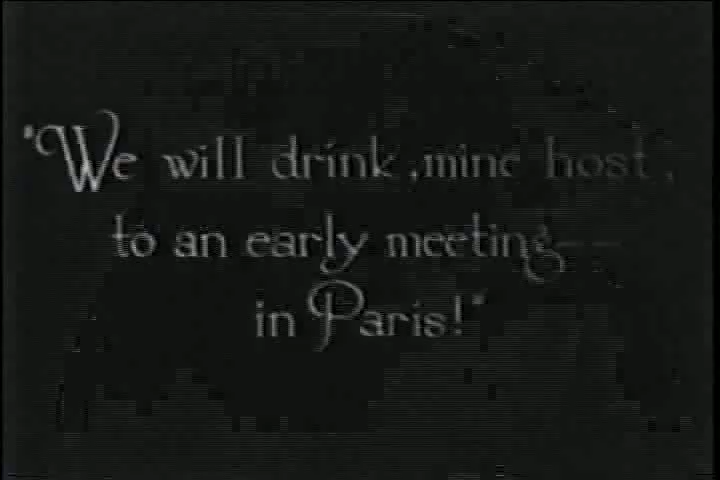 "We will drink, mine host,
to an early meeting--
in Paris!"